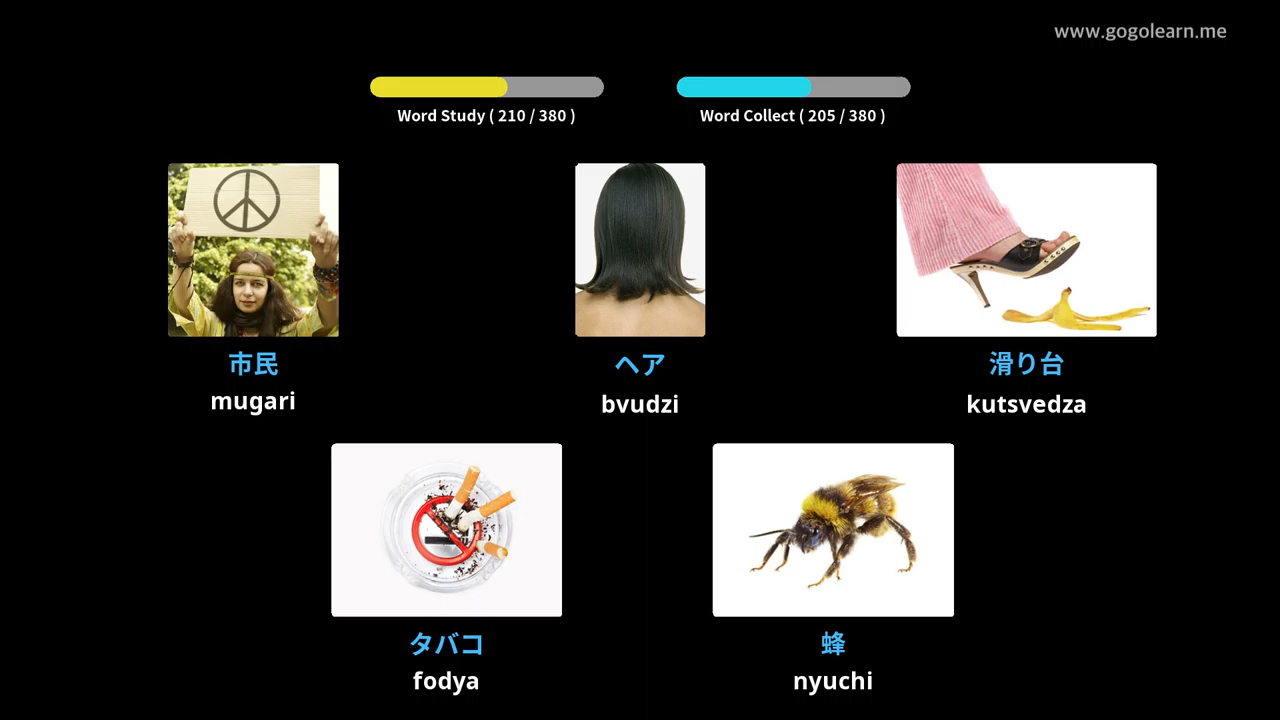 www.gogolearn.me
Word Study ( 210 / 380 )
Word Collect ( 205 / 380 )
市民
mugari
ヘア
bvudzi
滑り台
kutsvedza
タバコ
fodya
蜂
nyuchi